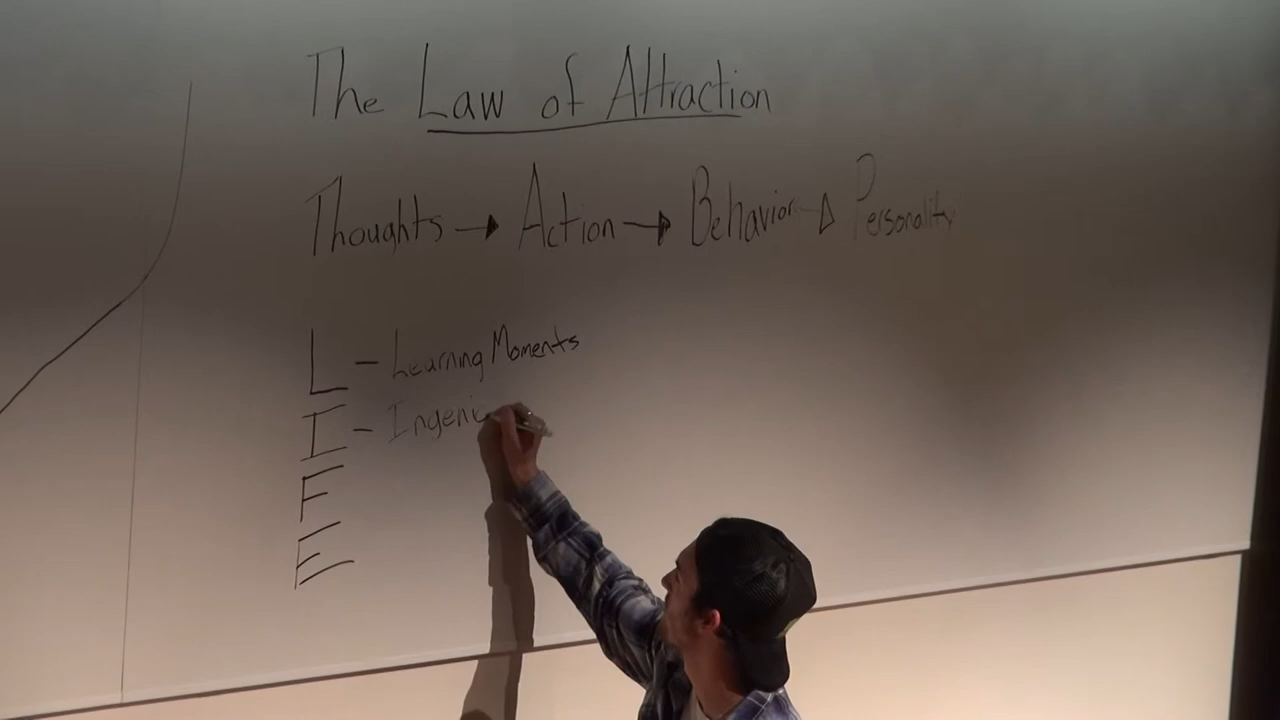 The Law of Attraction
Thoughts → Action → Behavior → Personality
L - Learning Moments
I - Ingeni
F
E